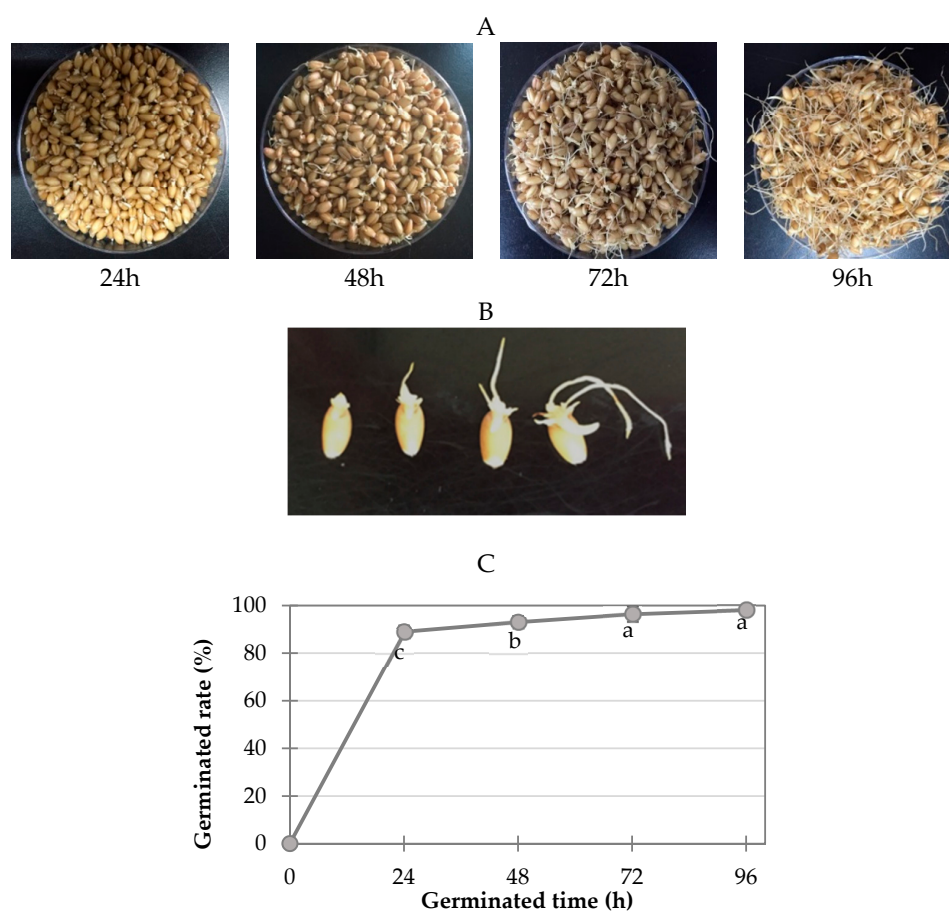 A
24h 48h 72h 96h
B
C
100
80
60
40
20
0
c b a a
0 24 48 72 96
Germinated rate (%)
Germinated time (h)